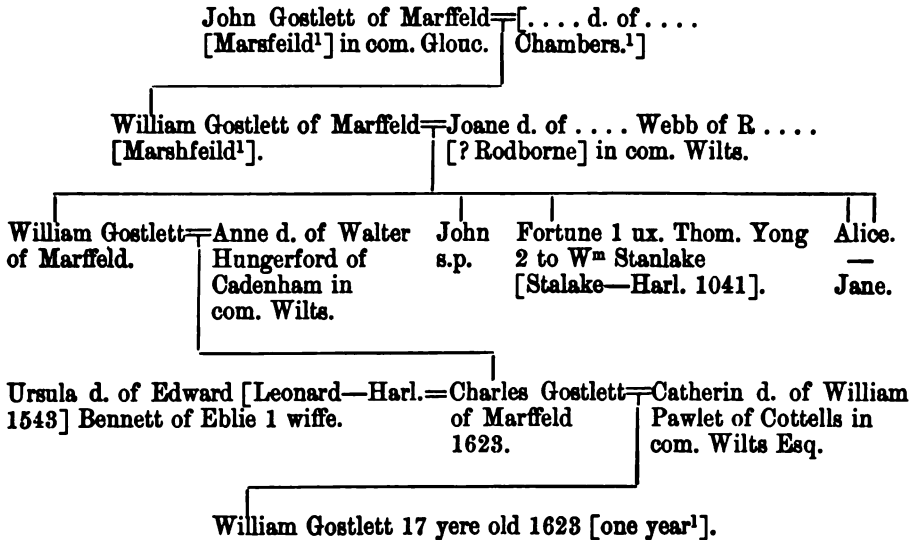 John Gostlett of Marffeld=[. . . . d. of . . . .
[Marsfeild¹] in com. Glouc. Chambers.¹]
William Gostlett of Marffeld=Joane d. of . . . . Webb of R . . . .
[Marshfeild¹]. [? Rodborne] in com. Wilts.
William Gostlett=Anne d. of Walter John Fortune 1 ux. Thom. Yong Alice.
of Marffeld. Hungerford of s.p. 2 to Wᵐ Stanlake —
Cadenham in [Stalake—Harl. 1041]. Jane.
com. Wilts.
Ursula d. of Edward [Leonard—Harl.=Charles Gostlett=Catherin d. of William
1543] Bennett of Eblie 1 wiffe. of Marffeld Pawlet of Cottells in
1623. com. Wilts Esq.
William Gostlett 17 yere old 1623 [one year¹].